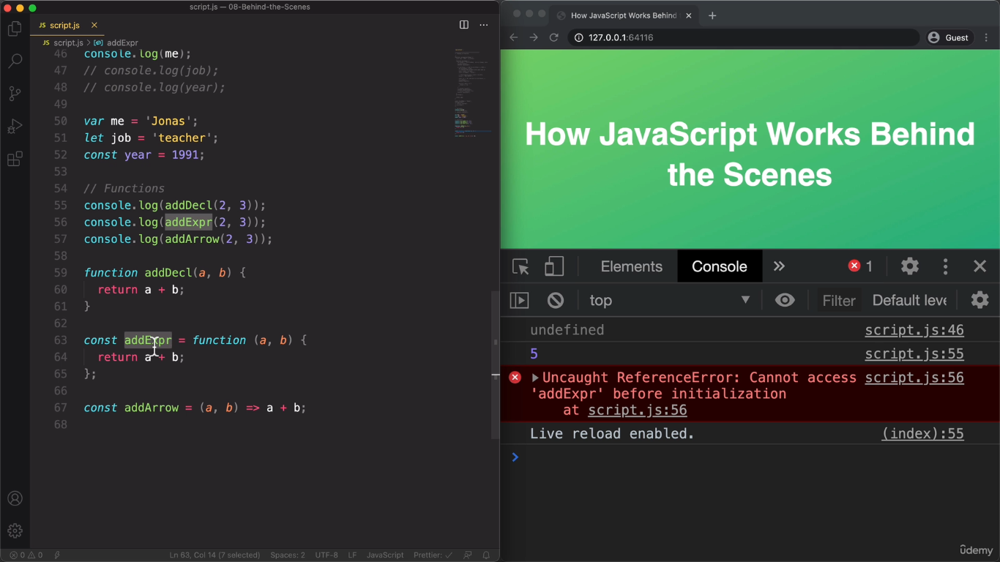 script.js — 08-Behind-the-Scenes
JS script.js ×
JS script.js > addExpr
46 console.log(me);
47 // console.log(job);
48 // console.log(year);
49
50 var me = 'Jonas';
51 let job = 'teacher';
52 const year = 1991;
53
54 // Functions
55 console.log(addDecl(2, 3));
56 console.log(addExpr(2, 3));
57 console.log(addArrow(2, 3));
58
59 function addDecl(a, b) {
60 return a + b;
61 }
62
63 const addExpr = function (a, b) {
64 return a + b;
65 };
66
67 const addArrow = (a, b) => a + b;
68
0 0 Ln 63, Col 14 (7 selected) Spaces: 2 UTF-8 LF JavaScript Prettier: ✓
How JavaScript Works Behind × +
127.0.0.1:64116 Guest
How JavaScript Works Behind
the Scenes
Elements Console » 1
top Filter Default leve
undefined script.js:46
5 script.js:55
Uncaught ReferenceError: Cannot access script.js:56
'addExpr' before initialization
at script.js:56
Live reload enabled. (index):55
>
ûdemy